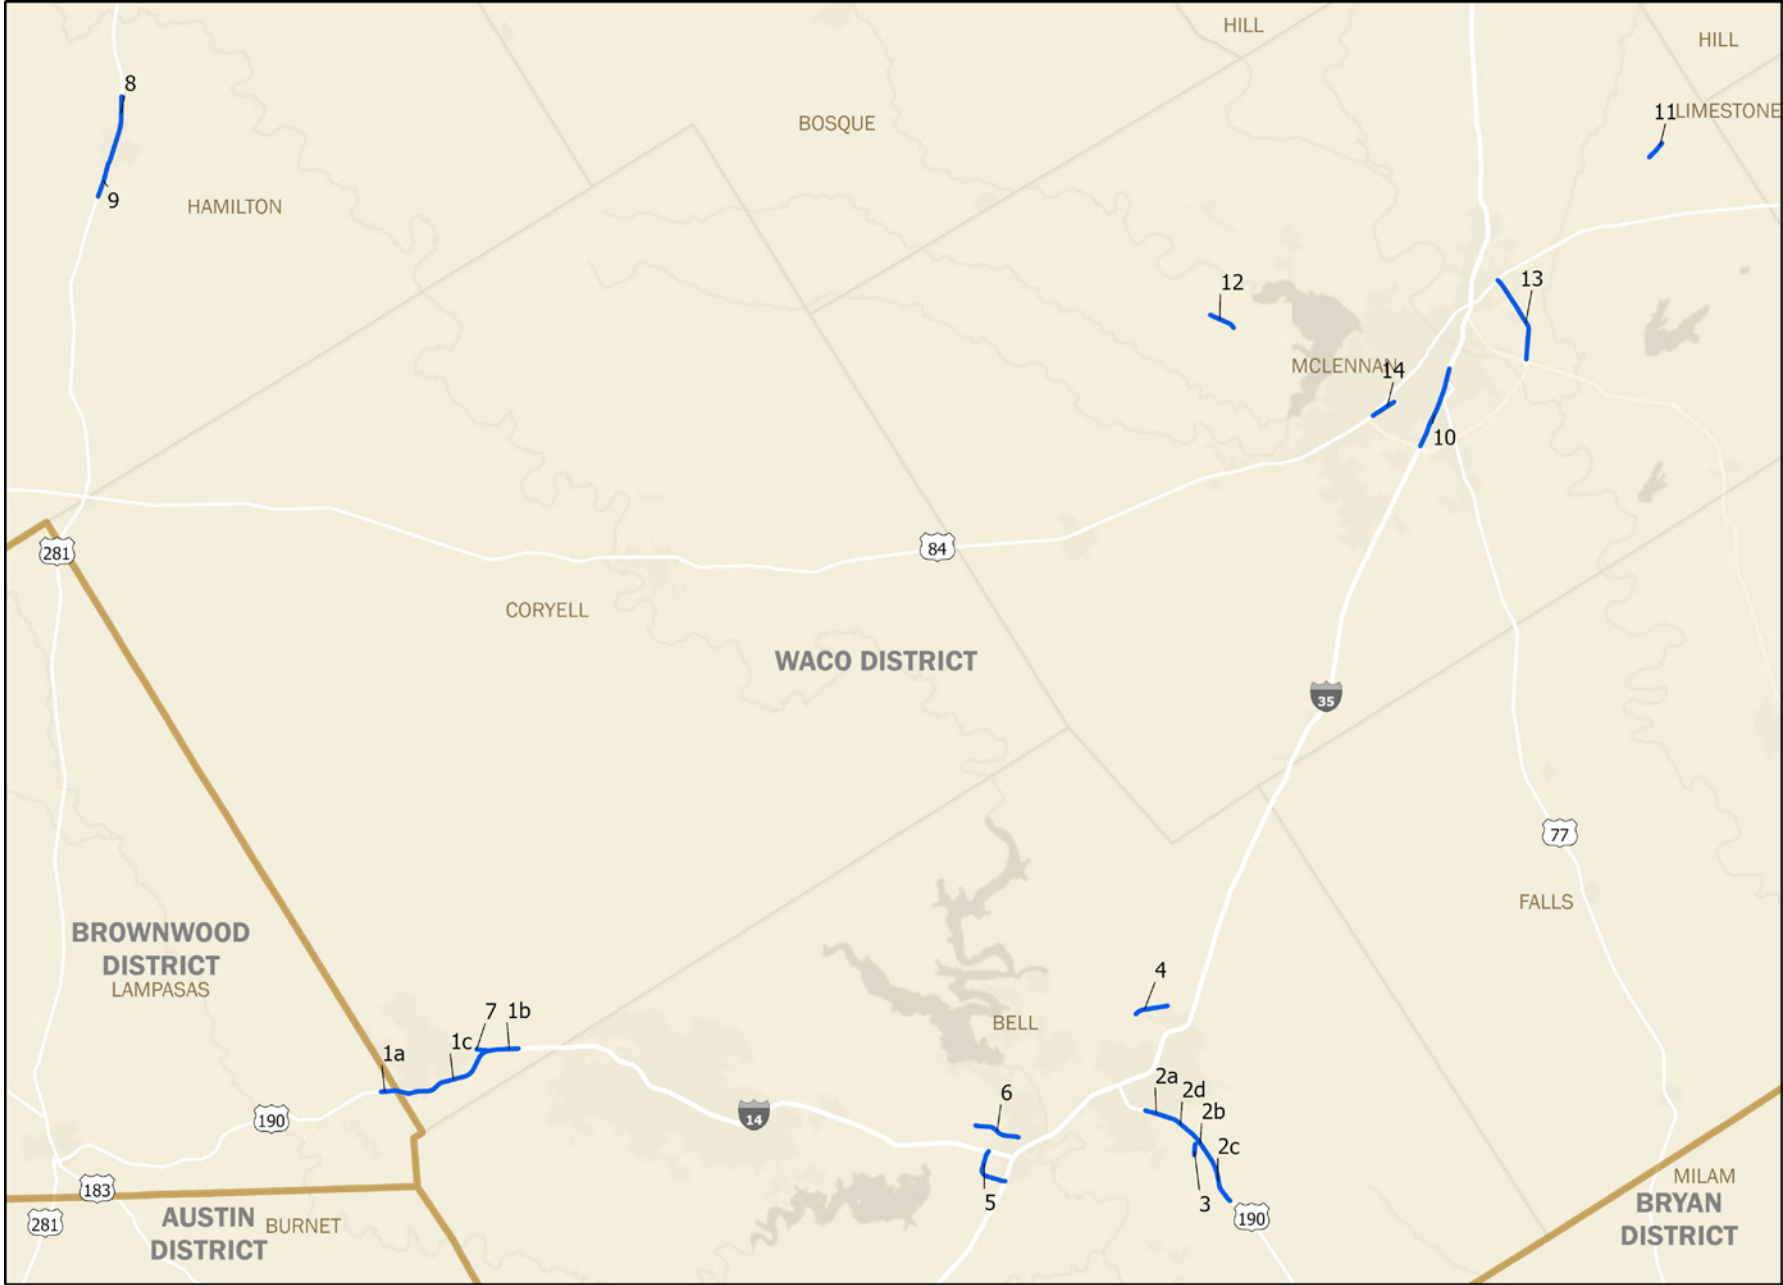 HILL
HILL
8
11
LIMESTONE
BOSQUE
9
HAMILTON
12
13
MCLENNAN
14
10
281
84
CORYELL
WACO DISTRICT
35
77
FALLS
BROWNWOOD
DISTRICT
LAMPASAS
4
7
1b
BELL
1c
1a
2a
2d
6
2b
190
14
2c
183
5
3
MILAM
281
AUSTIN
DISTRICT
BURNET
190
BRYAN
DISTRICT